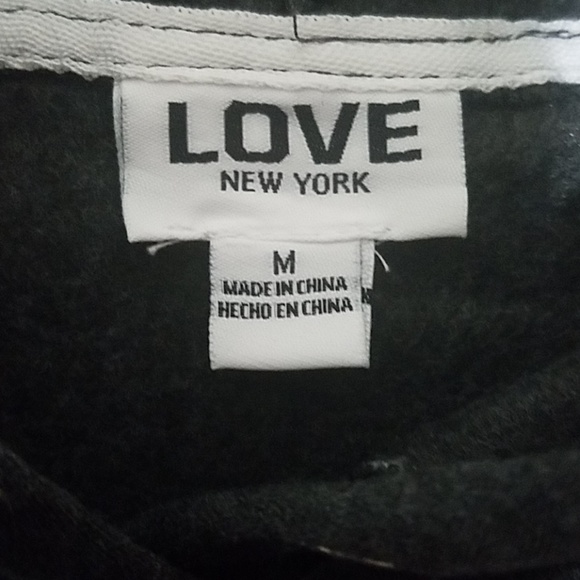 LOVE
NEW YORK
M
MADE IN CHINA
HECHO EN CHINA